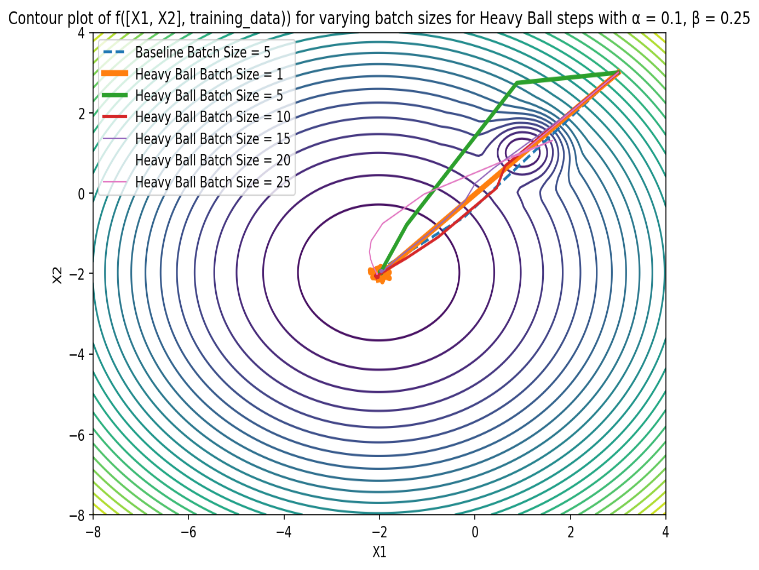 Contour plot of f([X1, X2], training_data)) for varying batch sizes for Heavy Ball steps with α = 0.1, β = 0.25
Baseline Batch Size = 5
Heavy Ball Batch Size = 1
Heavy Ball Batch Size = 5
Heavy Ball Batch Size = 10
Heavy Ball Batch Size = 15
Heavy Ball Batch Size = 20
Heavy Ball Batch Size = 25
4
2
0
−2
−4
−6
−8
X2
−8
−6
−4
−2
0
2
4
X1